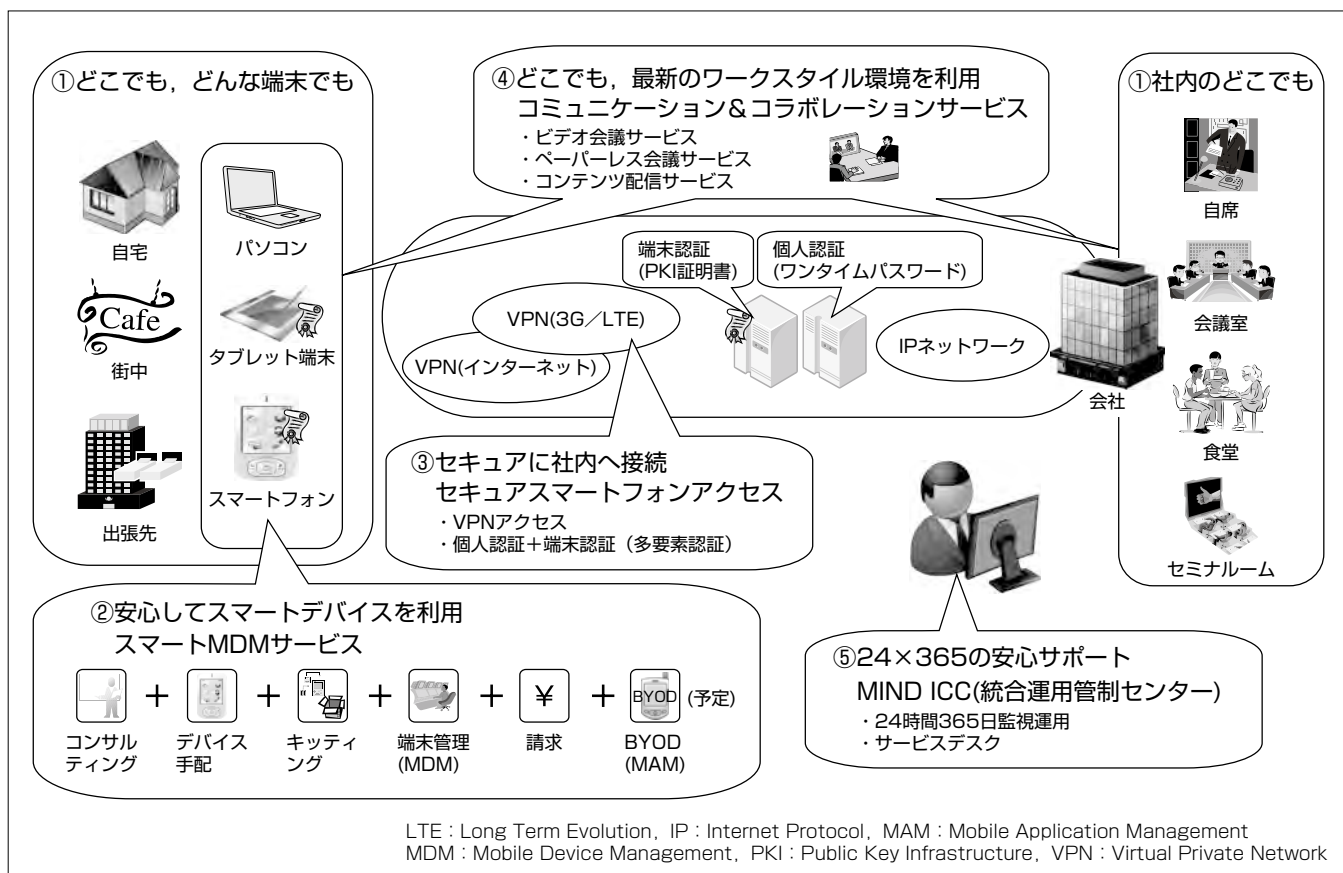 ①どこでも，どんな端末でも
自宅
パソコン
Cafe
街中
タブレット端末
出張先
スマートフォン
④どこでも，最新のワークスタイル環境を利用
コミュニケーション＆コラボレーションサービス
・ビデオ会議サービス
・ペーパーレス会議サービス
・コンテンツ配信サービス
①社内のどこでも
自席
会議室
食堂
セミナルーム
端末認証
(PKI証明書)
個人認証
(ワンタイムパスワード)
VPN(3G／LTE)
VPN(インターネット)
IPネットワーク
会社
③セキュアに社内へ接続
セキュアスマートフォンアクセス
・VPNアクセス
・個人認証＋端末認証（多要素認証）
②安心してスマートデバイスを利用
スマートMDMサービス
＋ ＋ ＋ ＋ ¥ ＋ BYOD (予定)
コンサル
ティング
デバイス
手配
キッティ
ング
端末管理
(MDM)
請求
BYOD
(MAM)
⑤24×365の安心サポート
MIND ICC(統合運用管制センター)
・24時間365日監視運用
・サービスデスク
LTE：Long Term Evolution，IP：Internet Protocol，MAM：Mobile Application Management
MDM：Mobile Device Management，PKI：Public Key Infrastructure，VPN：Virtual Private Network